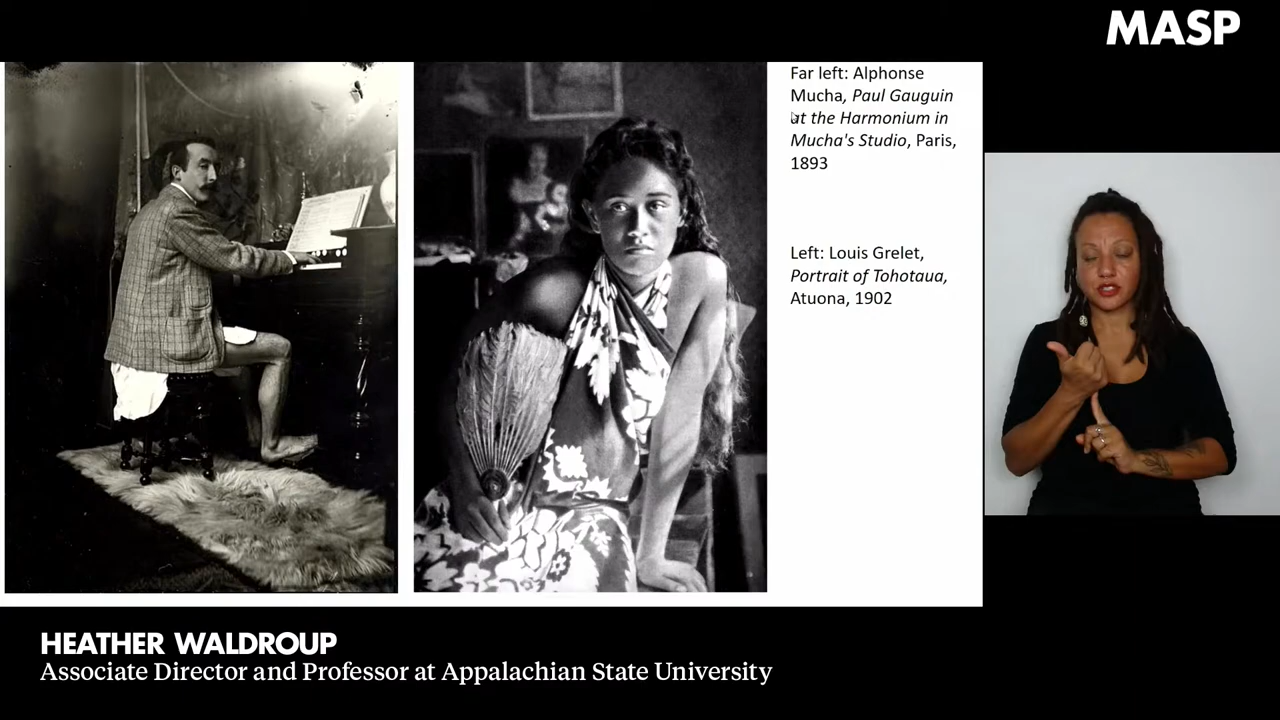 MASP
Far left: Alphonse
Mucha, Paul Gauguin
at the Harmonium in
Mucha's Studio, Paris,
1893
Left: Louis Grelet,
Portrait of Tohotaua,
Atuona, 1902
HEATHER WALDROUP
Associate Director and Professor at Appalachian State University